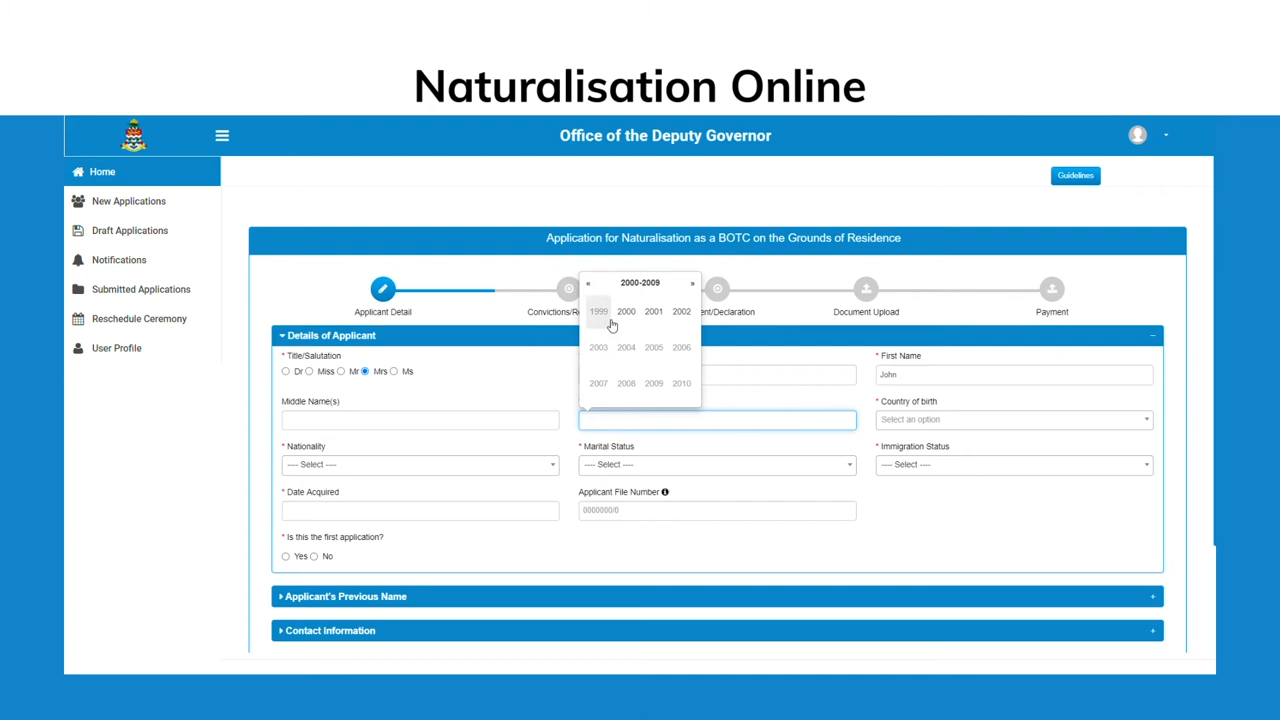 Naturalisation Online
Office of the Deputy Governor
Home
Guidelines
New Applications
Draft Applications
Notifications
Submitted Applications
Reschedule Ceremony
User Profile
Application for Naturalisation as a BOTC on the Grounds of Residence
« 2000-2009 »
1999 2000 2001 2002
2003 2004 2005 2006
2007 2008 2009 2010
Applicant Detail
Convictions/R
nt/Declaration
Document Upload
Payment
Details of Applicant −
* Title/Salutation
Dr Miss Mr Mrs Ms
* First Name
John
Middle Name(s)
* Country of birth
Select an option
* Nationality
---- Select ----
* Marital Status
---- Select ----
* Immigration Status
---- Select ----
* Date Acquired
Applicant File Number
0000000/0
* Is this the first application?
Yes No
Applicant's Previous Name +
Contact Information +